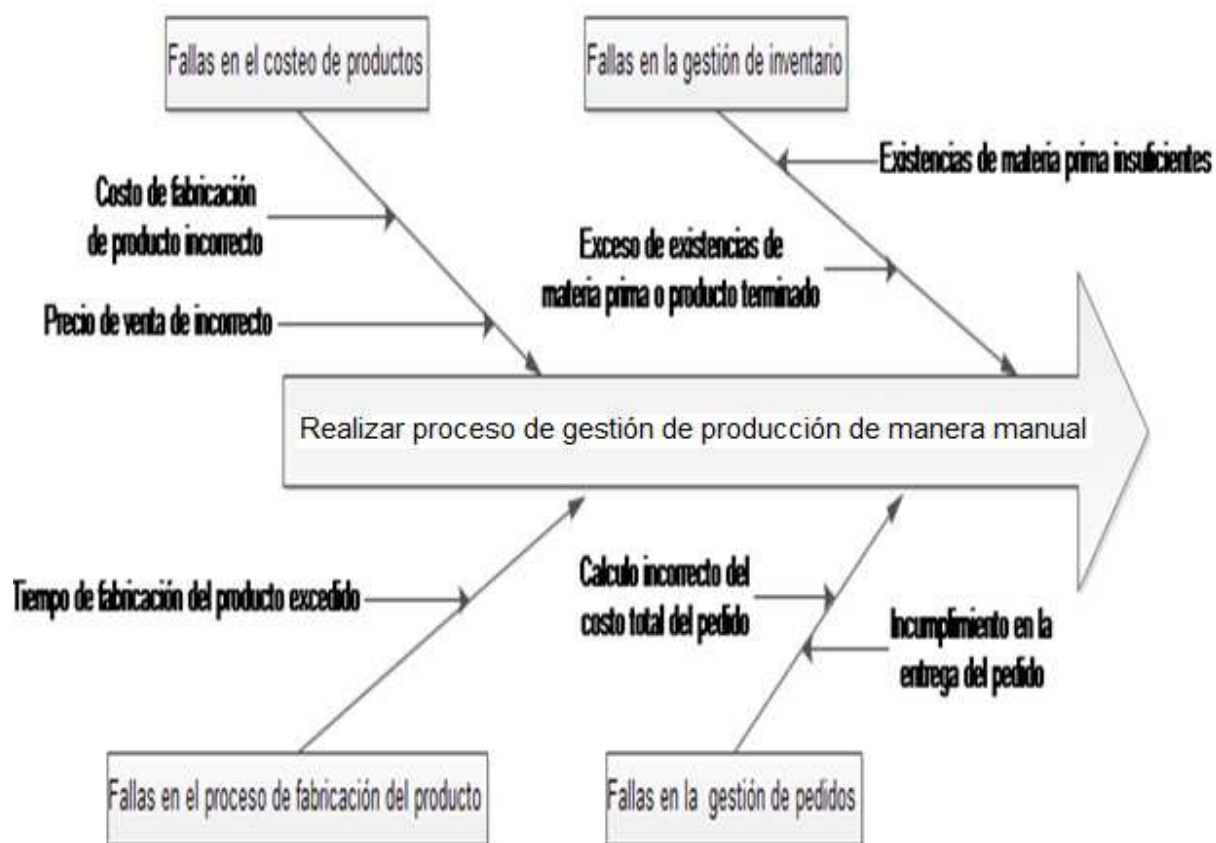 Fallas en el costeo de productos
Fallas en la gestión de inventario
Existencias de materia prima insuficientes
Costo de fabricación
de producto incorrecto
Exceso de existencias de
materia prima o producto terminado
Precio de venta de incorrecto
Realizar proceso de gestión de producción de manera manual
Tiempo de fabricación del producto excedido
Calculo incorrecto del
costo total del pedido
Incumplimiento en la
entrega del pedido
Fallas en el proceso de fabricación del producto
Fallas en la gestión de pedidos